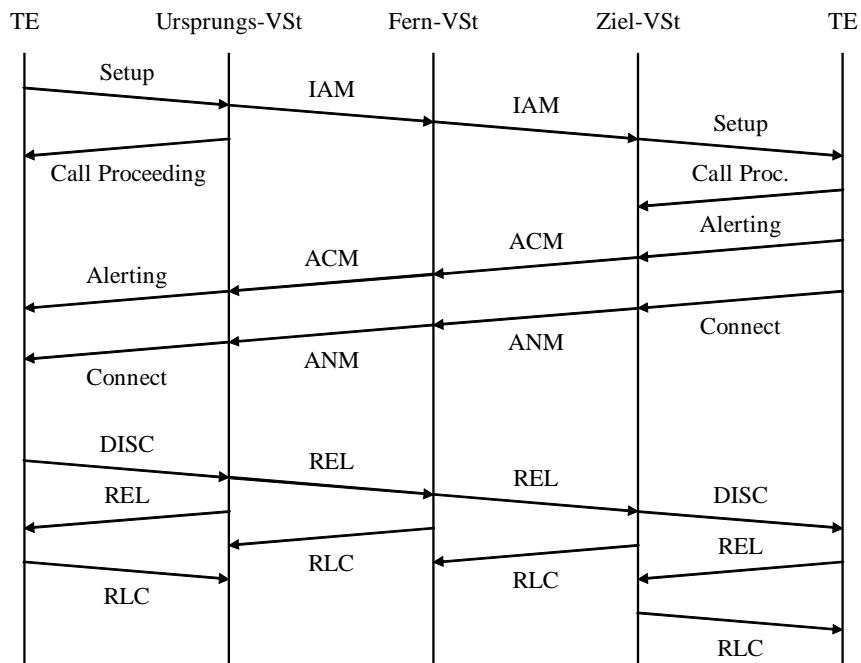 TE Ursprungs-VSt Fern-VSt Ziel-VSt TE
Setup
IAM
IAM
Setup
Call Proceeding
Call Proc.
Alerting
ACM
ACM
Alerting
Connect
ANM
ANM
Connect
DISC
REL
REL
DISC
REL
REL
RLC
RLC
RLC
RLC